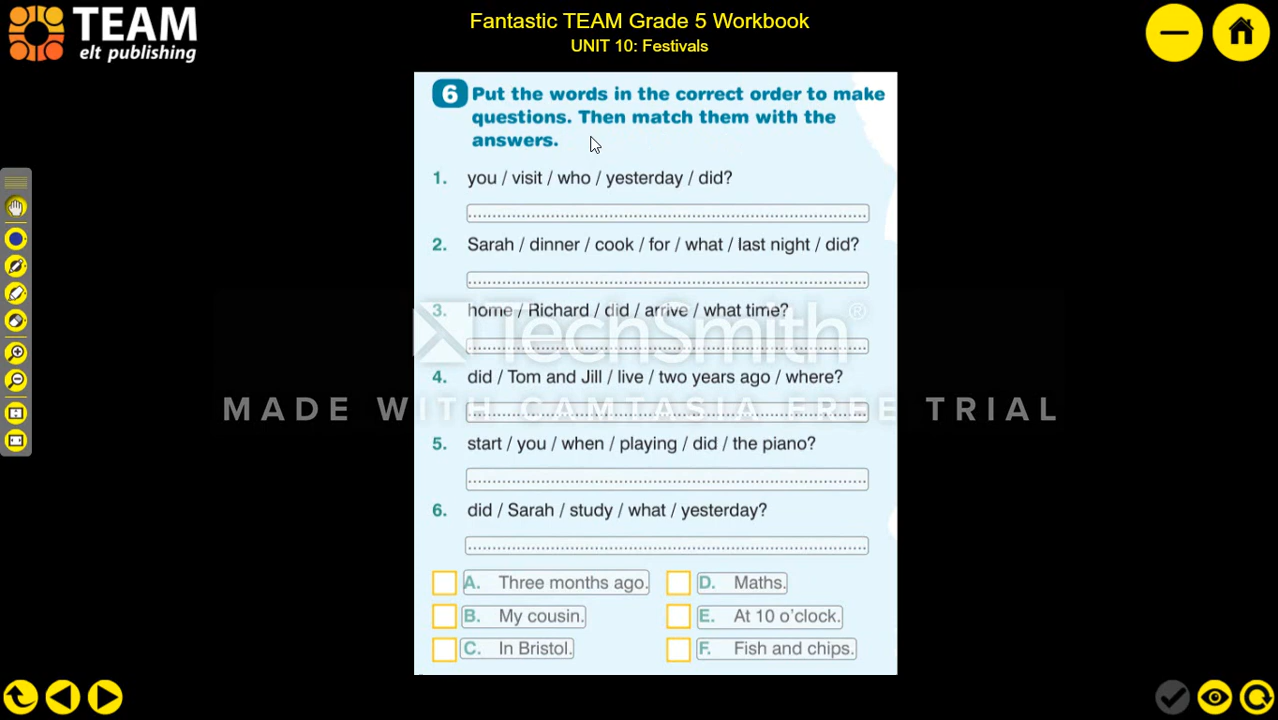 TEAM
elt publishing
Fantastic TEAM Grade 5 Workbook
UNIT 10: Festivals
6 Put the words in the correct order to make
questions. Then match them with the
answers.
1. you / visit / who / yesterday / did?
2. Sarah / dinner / cook / for / what / last night / did?
3. home / Richard / did / arrive / what time?
TechSmith®
4. did / Tom and Jill / live / two years ago / where?
MADE WITH CAMTASIA FREE TRIAL
5. start / you / when / playing / did / the piano?
6. did / Sarah / study / what / yesterday?
A. Three months ago. D. Maths.
B. My cousin. E. At 10 o'clock.
C. In Bristol. F. Fish and chips.